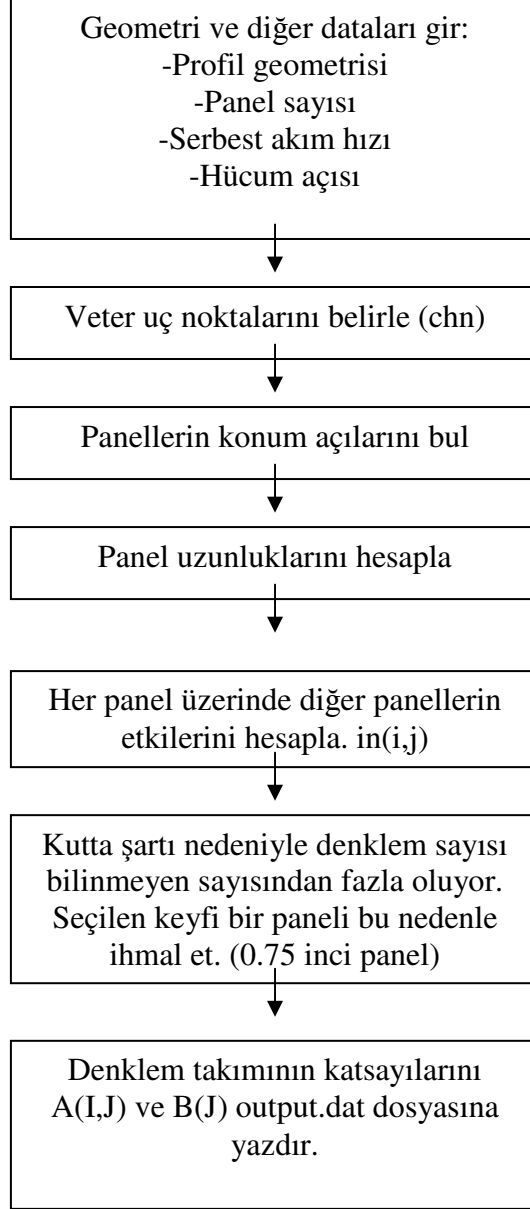 Geometri ve diğer dataları gir:
-Profil geometrisi
-Panel sayısı
-Serbest akım hızı
-Hücum açısı
Veter uç noktalarını belirle (chn)
Panellerin konum açılarını bul
Panel uzunluklarını hesapla
Her panel üzerinde diğer panellerin
etkilerini hesapla. in(i,j)
Kutta şartı nedeniyle denklem sayısı
bilinmeyen sayısından fazla oluyor.
Seçilen keyfi bir paneli bu nedenle
ihmal et. (0.75 inci panel)
Denklem takımının katsayılarını
A(I,J) ve B(J) output.dat dosyasına
yazdır.